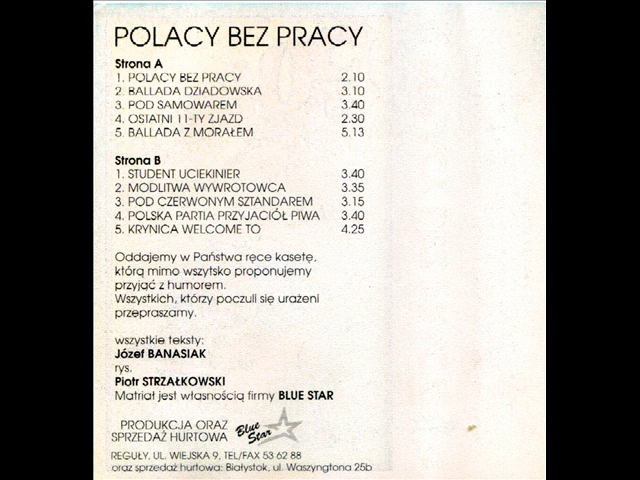 POLACY BEZ PRACY
Strona A
1. POLACY BEZ PRACY 2.10
2. BALLADA DZIADOWSKA 3.10
3. POD SAMOWAREM 3.40
4. OSTATNI 11-TY ZJAZD 2.30
5. BALLADA Z MORAŁEM 5.13
Strona B
1. STUDENT UCIEKINIER 3.40
2. MODLITWA WYWROTOWCA 3.35
3. POD CZERWONYM SZTANDAREM 3.15
4. POLSKA PARTIA PRZYJACIÓŁ PIWA 3.40
5. KRYNICA WELCOME TO 4.25
Oddajemy w Państwa ręce kasetę,
którą mimo wszytsko proponujemy
przyjąć z humorem.
Wszystkich, którzy poczuli się urażeni
przepraszamy.
wszystkie teksty:
Józef BANASIAK
rys.
Piotr STRZAŁKOWSKI
Matriał jest własnością firmy BLUE STAR
PRODUKCJA ORAZ
SPRZEDAŻ HURTOWA
Blue
Star
REGUŁY, UL. WIEJSKA 9, TEL/FAX 53 62 88
oraz sprzedaż hurtowa: Białystok, ul. Waszyngtona 25b